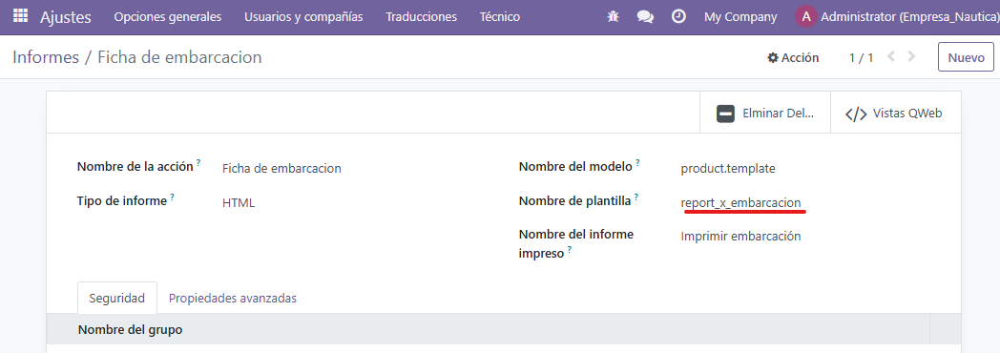 Ajustes Opciones generales Usuarios y compañías Traducciones Técnico My Company A Administrator (Empresa_Nautica)
Informes / Ficha de embarcacion Acción 1 / 1 Nuevo
Elminar Del... Vistas QWeb
Nombre de la acción ? Ficha de embarcacion Nombre del modelo ? product.template
Tipo de informe ? HTML Nombre de plantilla ? report_x_embarcacion
Nombre del informe impreso ? Imprimir embarcación
Seguridad Propiedades avanzadas
Nombre del grupo